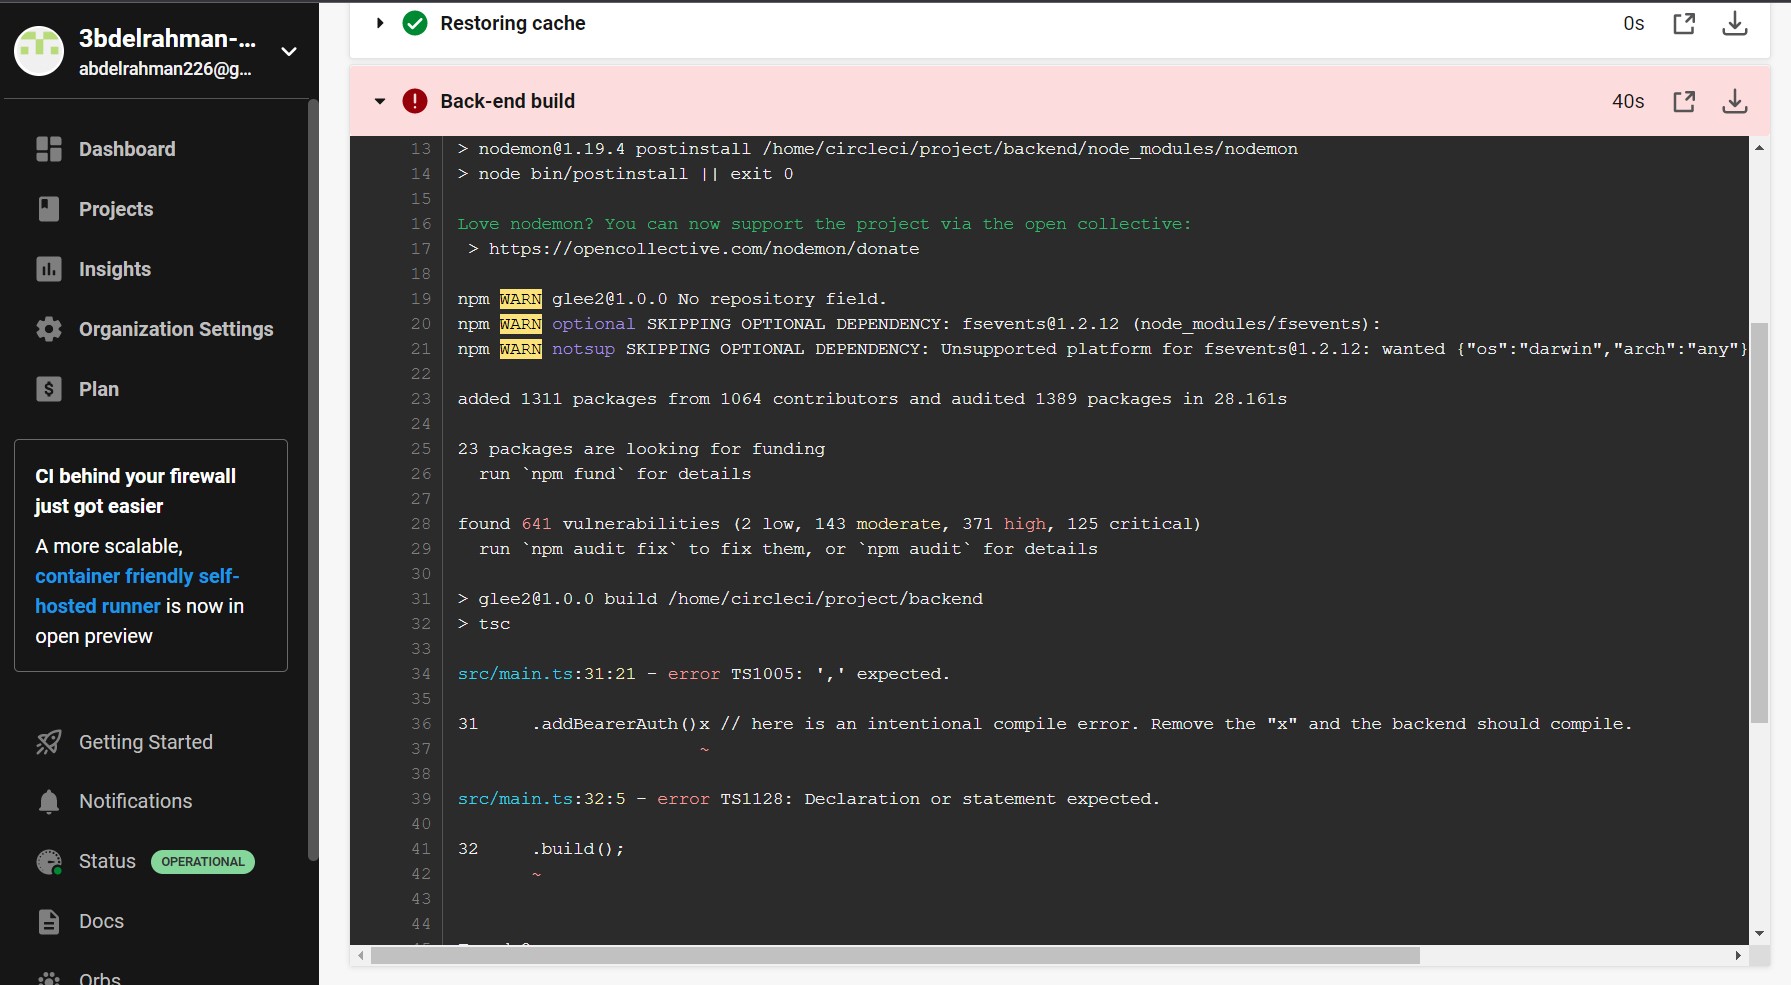 3bdelrahman-...
abdelrahman226@g...
Dashboard
Projects
Insights
Organization Settings
Plan
CI behind your firewall
just got easier
A more scalable,
container friendly self-
hosted runner is now in
open preview
Getting Started
Notifications
Status OPERATIONAL
Docs
Orbs
Restoring cache 0s
Back-end build 40s
13 > nodemon@1.19.4 postinstall /home/circleci/project/backend/node_modules/nodemon
14 > node bin/postinstall || exit 0
15
16 Love nodemon? You can now support the project via the open collective:
17 > https://opencollective.com/nodemon/donate
18
19 npm WARN glee2@1.0.0 No repository field.
20 npm WARN optional SKIPPING OPTIONAL DEPENDENCY: fsevents@1.2.12 (node_modules/fsevents):
21 npm WARN notsup SKIPPING OPTIONAL DEPENDENCY: Unsupported platform for fsevents@1.2.12: wanted {"os":"darwin","arch":"any"}
22
23 added 1311 packages from 1064 contributors and audited 1389 packages in 28.161s
24
25 23 packages are looking for funding
26 run `npm fund` for details
27
28 found 641 vulnerabilities (2 low, 143 moderate, 371 high, 125 critical)
29 run `npm audit fix` to fix them, or `npm audit` for details
30
31 > glee2@1.0.0 build /home/circleci/project/backend
32 > tsc
33
34 src/main.ts:31:21 - error TS1005: ',' expected.
35
36 31 .addBearerAuth()x // here is an intentional compile error. Remove the "x" and the backend should compile.
37 ~
38
39 src/main.ts:32:5 - error TS1128: Declaration or statement expected.
40
41 32 .build();
42 ~
43
44